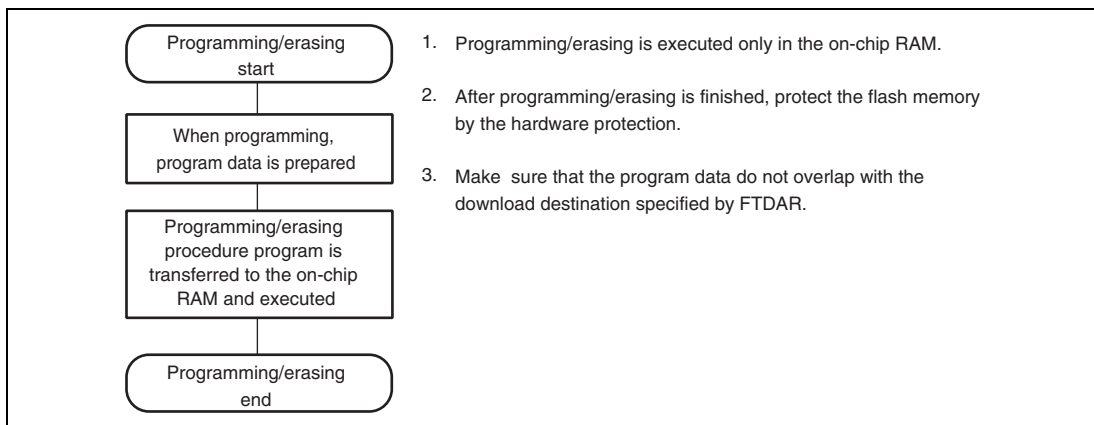 Programming/erasing
start
When programming,
program data is prepared
Programming/erasing
procedure program is
transferred to the on-chip
RAM and executed
Programming/erasing
end
1. Programming/erasing is executed only in the on-chip RAM.
2. After programming/erasing is finished, protect the flash memory
by the hardware protection.
3. Make sure that the program data do not overlap with the
download destination specified by FTDAR.